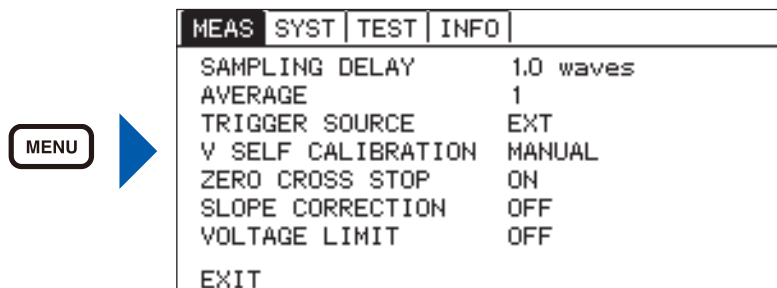 MENU
MEAS SYST TEST INFO
SAMPLING DELAY 1.0 waves
AVERAGE 1
TRIGGER SOURCE EXT
V SELF CALIBRATION MANUAL
ZERO CROSS STOP ON
SLOPE CORRECTION OFF
VOLTAGE LIMIT OFF
EXIT